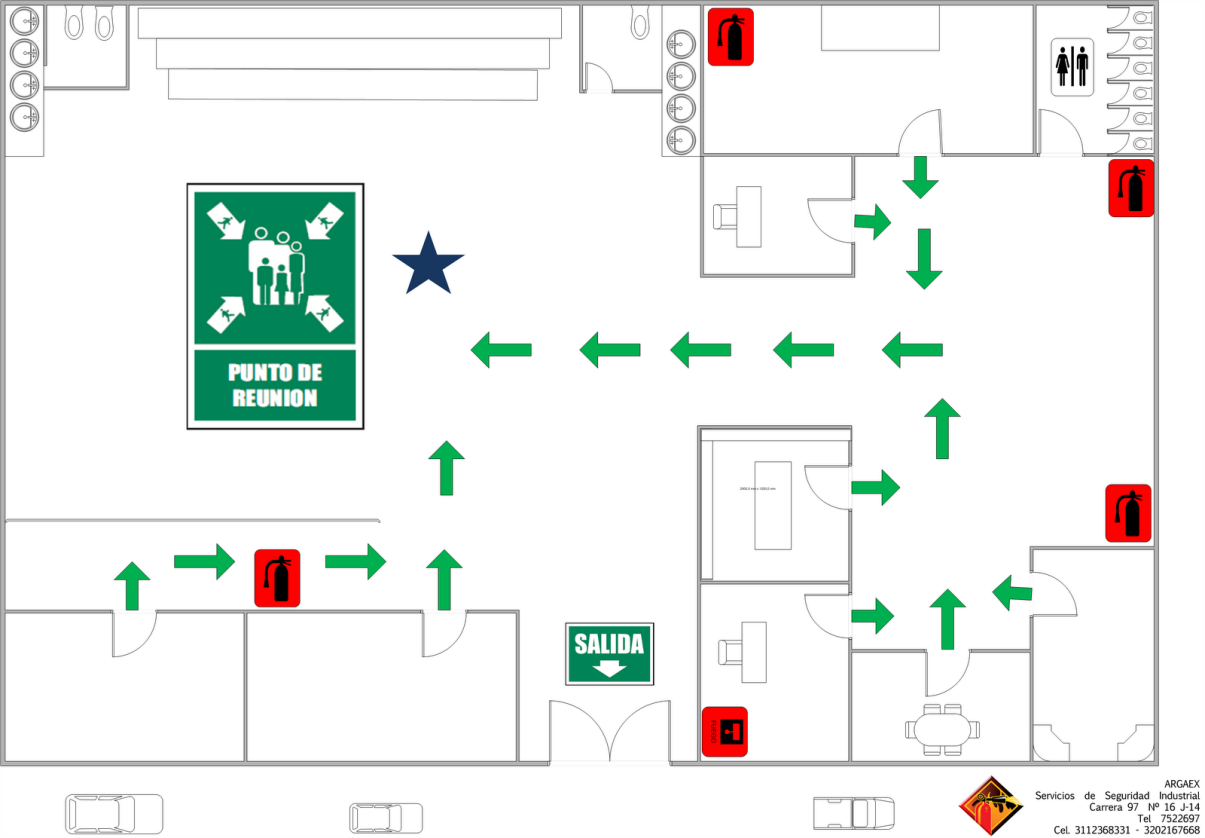 PUNTO DE
REUNION
SALIDA
FUEGO
ARGAEX
Servicios de Seguridad Industrial
Carrera 97 Nº 16 J-14
Tel 7522697
Cel. 3112368331 - 3202167668